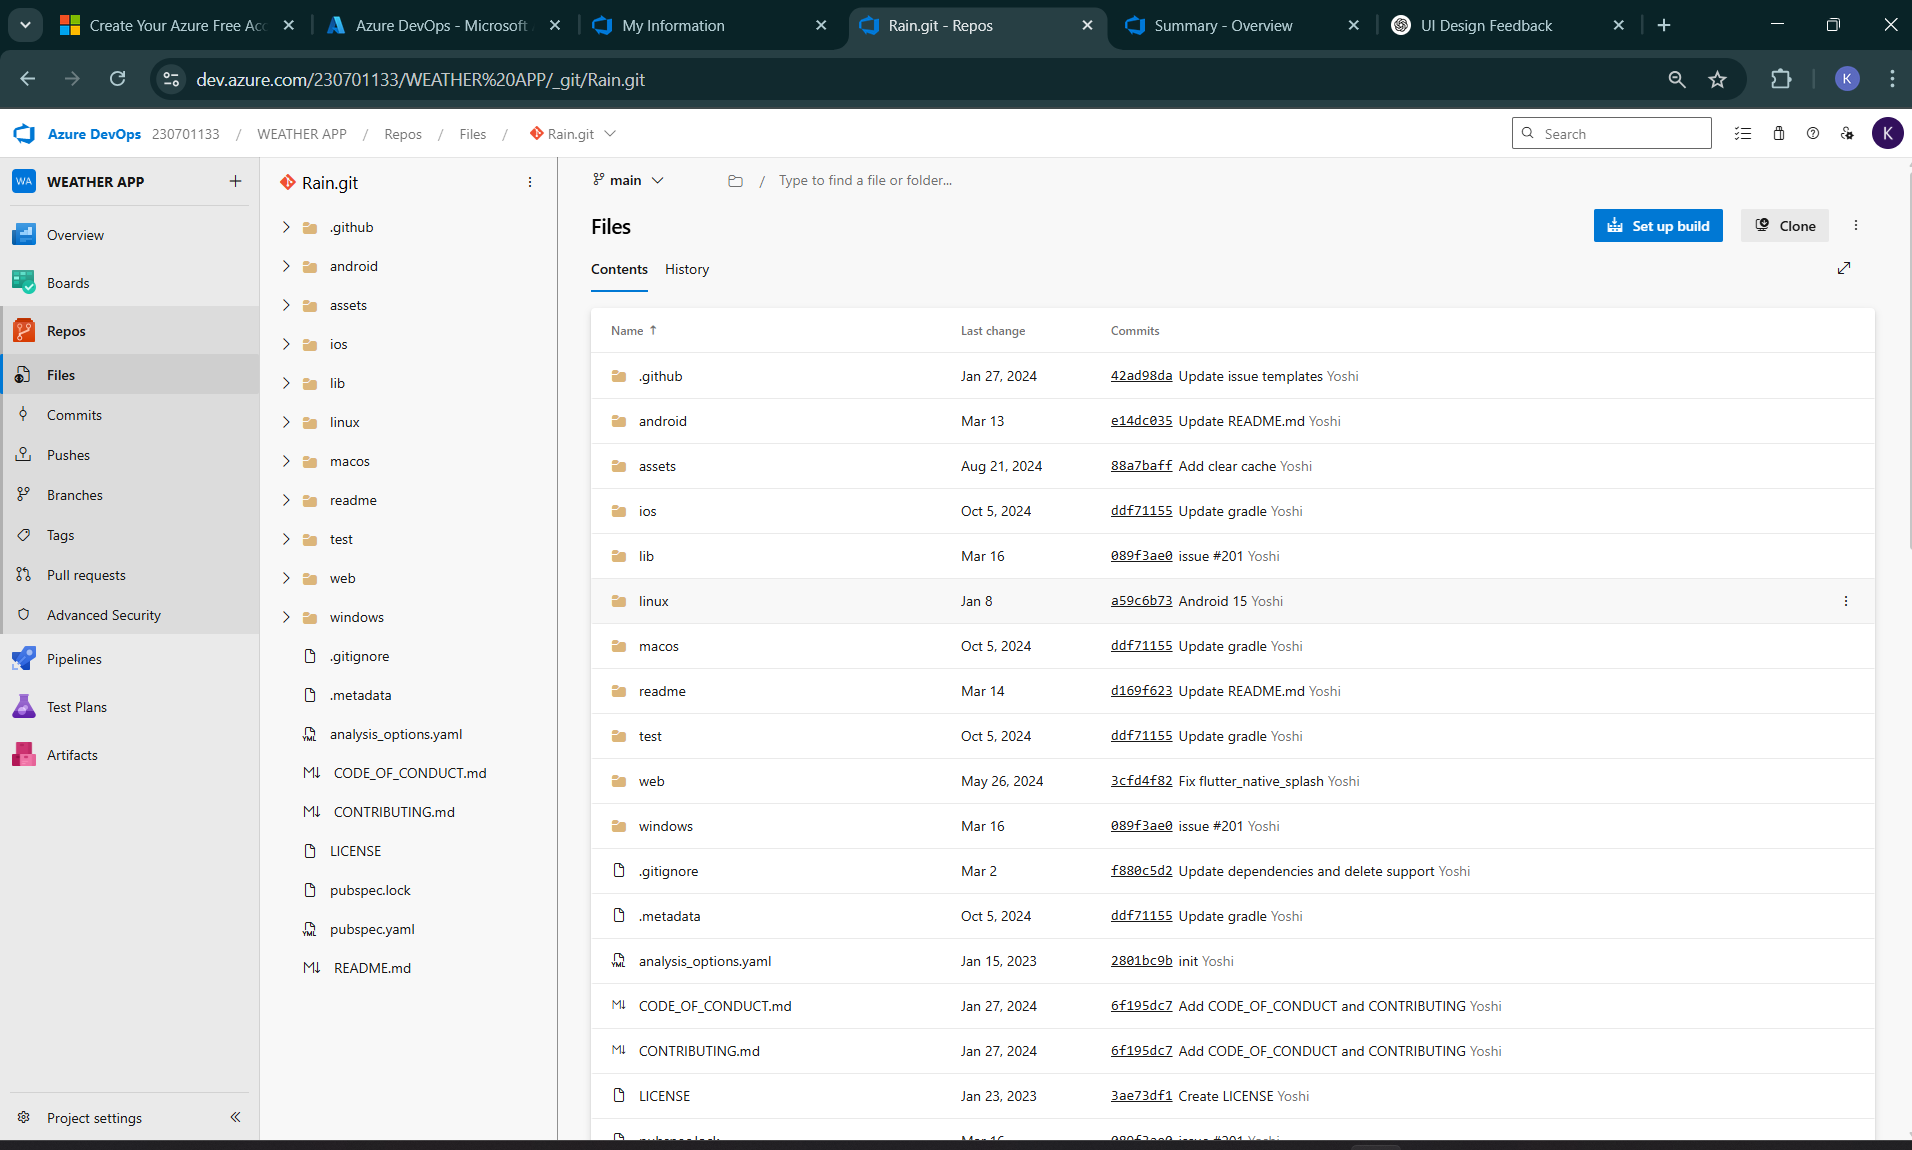 Create Your Azure Free Acc
Azure DevOps - Microsoft
My Information
Rain.git - Repos
Summary - Overview
UI Design Feedback
dev.azure.com/230701133/WEATHER%20APP/_git/Rain.git
K
Azure DevOps 230701133 / WEATHER APP / Repos / Files / Rain.git
Search
K
WA WEATHER APP
Overview
Boards
Repos
Files
Commits
Pushes
Branches
Tags
Pull requests
Advanced Security
Pipelines
Test Plans
Artifacts
Project settings
Rain.git
.github
android
assets
ios
lib
linux
macos
readme
test
web
windows
.gitignore
.metadata
YML analysis_options.yaml
M↓ CODE_OF_CONDUCT.md
M↓ CONTRIBUTING.md
LICENSE
pubspec.lock
YML pubspec.yaml
M↓ README.md
main / Type to find a file or folder...
Files
Set up build
Clone
Contents History
Name ↑ Last change Commits
.github Jan 27, 2024 42ad98da Update issue templates Yoshi
android Mar 13 e14dc035 Update README.md Yoshi
assets Aug 21, 2024 88a7baff Add clear cache Yoshi
ios Oct 5, 2024 ddf71155 Update gradle Yoshi
lib Mar 16 089f3ae0 issue #201 Yoshi
linux Jan 8 a59c6b73 Android 15 Yoshi
macos Oct 5, 2024 ddf71155 Update gradle Yoshi
readme Mar 14 d169f623 Update README.md Yoshi
test Oct 5, 2024 ddf71155 Update gradle Yoshi
web May 26, 2024 3cfd4f82 Fix flutter_native_splash Yoshi
windows Mar 16 089f3ae0 issue #201 Yoshi
.gitignore Mar 2 f880c5d2 Update dependencies and delete support Yoshi
.metadata Oct 5, 2024 ddf71155 Update gradle Yoshi
YML analysis_options.yaml Jan 15, 2023 2801bc9b init Yoshi
M↓ CODE_OF_CONDUCT.md Jan 27, 2024 6f195dc7 Add CODE_OF_CONDUCT and CONTRIBUTING Yoshi
M↓ CONTRIBUTING.md Jan 27, 2024 6f195dc7 Add CODE_OF_CONDUCT and CONTRIBUTING Yoshi
LICENSE Jan 23, 2023 3ae73df1 Create LICENSE Yoshi
pubspec.lock Mar 16 089f3ae0 issue #201 Yoshi